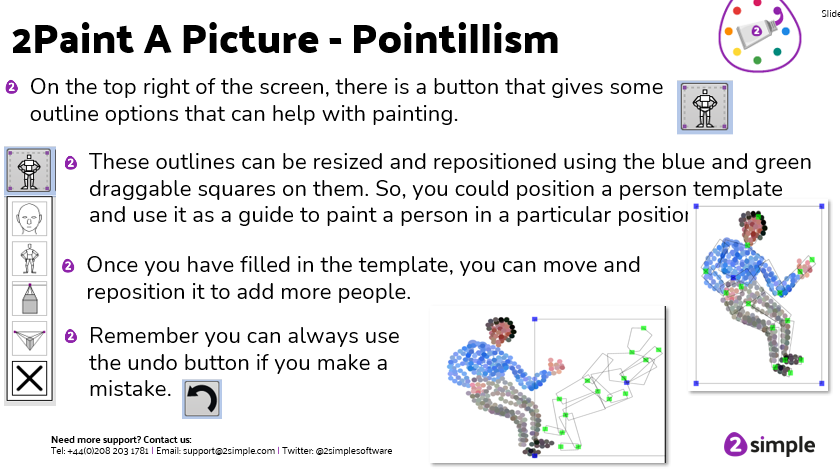 Slide
2Paint A Picture - Pointillism
2
On the top right of the screen, there is a button that gives some
outline options that can help with painting.
These outlines can be resized and repositioned using the blue and green
draggable squares on them. So, you could position a person template
and use it as a guide to paint a person in a particular position
Once you have filled in the template, you can move and
reposition it to add more people.
Remember you can always use
the undo button if you make a
mistake.
Need more support? Contact us:
Tel: +44(0)208 203 1781 | Email: support@2simple.com | Twitter: @2simplesoftware
2 simple